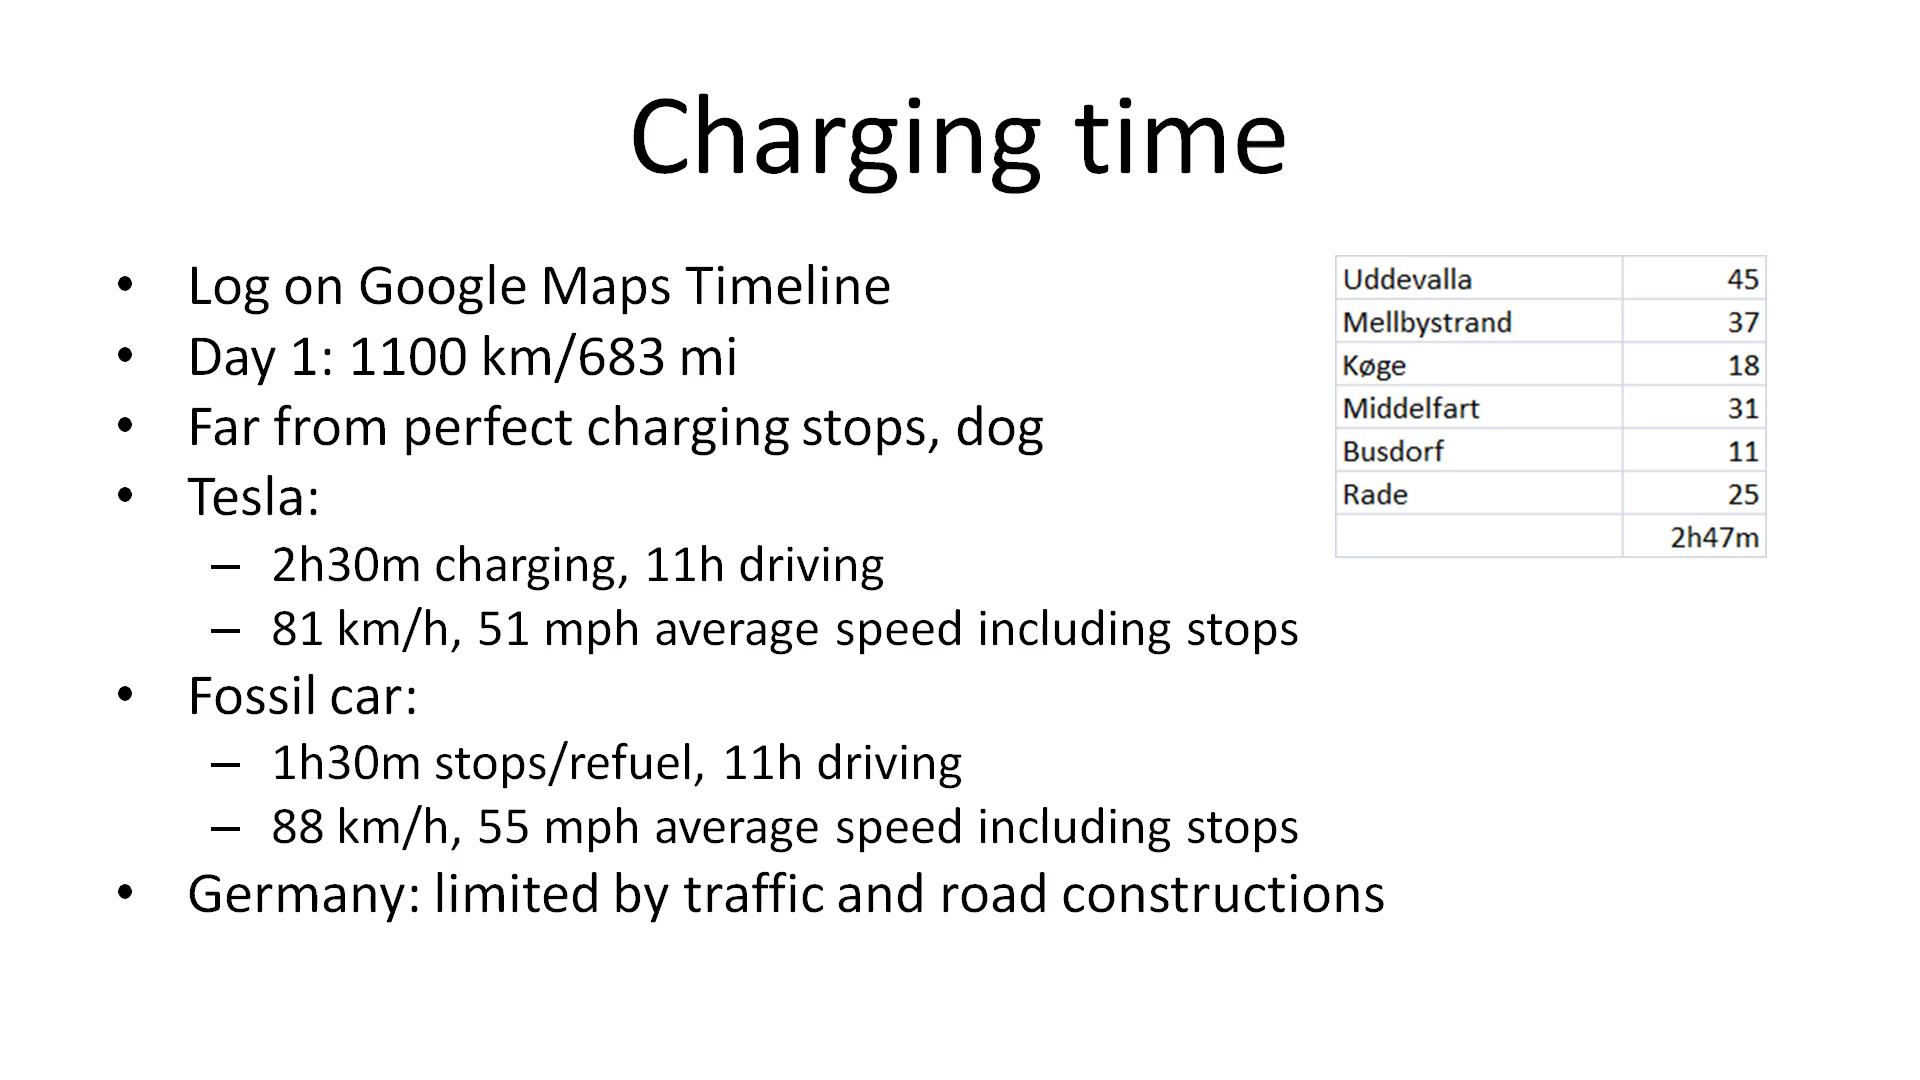 Charging time
• Log on Google Maps Timeline
• Day 1: 1100 km/683 mi
• Far from perfect charging stops, dog
• Tesla:
– 2h30m charging, 11h driving
– 81 km/h, 51 mph average speed including stops
• Fossil car:
– 1h30m stops/refuel, 11h driving
– 88 km/h, 55 mph average speed including stops
• Germany: limited by traffic and road constructions
Uddevalla 45
Mellbystrand 37
Køge 18
Middelfart 31
Busdorf 11
Rade 25
2h47m